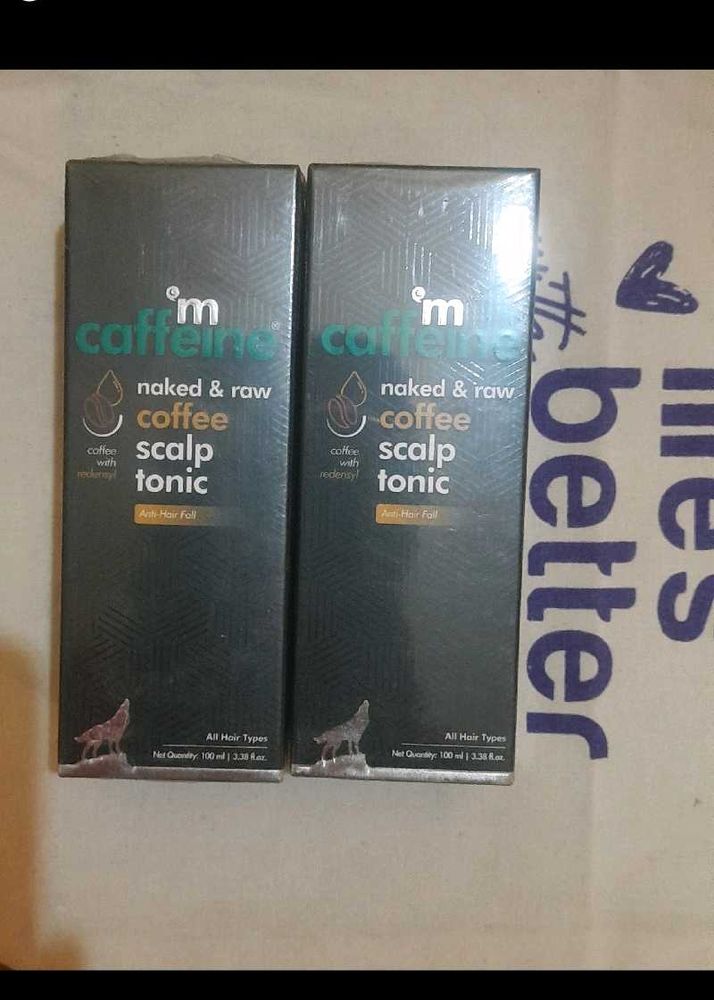 'm
caffeine®
naked & raw
coffee
scalp
tonic
coffee
with
redensyl
Anti-Hair Fall
All Hair Types
Net Quantity: 100 ml | 3.38 fl.oz.
'm
caffeine
naked & raw
coffee
scalp
tonic
coffee
with
redensyl
Anti-Hair Fall
All Hair Types
Net Quantity: 100 ml | 3.38 fl.oz.
better